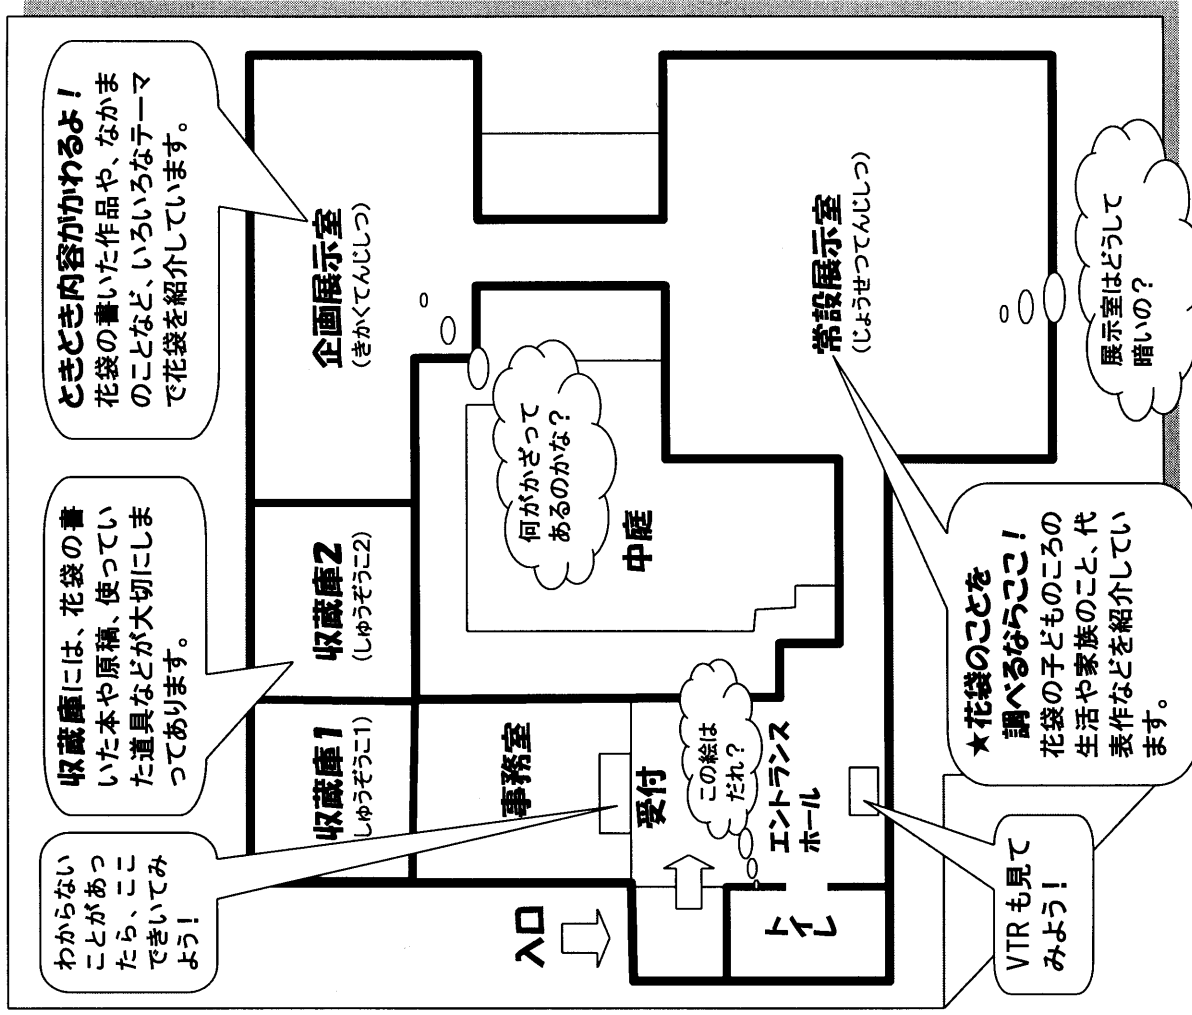 わからない
ことがあっ
たら、ここ
できいてみ
よう！
収蔵庫には、花袋の書
いた本や原稿、使ってい
た道具などが大切にしま
ってあります。
ときとき内容がかわるよ！
花袋の書いた作品や、なかま
のことなど、いろいろなテーマ
で花袋を紹介しています。
収蔵庫1
しゅうぞうこ1)
収蔵庫2
(しゅうぞうこ2)
企画展示室
(きかくてんじしつ)
入口
事務室
受付
何がかざって
あるのかな？
中庭
この絵は
だれ？
エントランス
ホール
トイレ
常設展示室
(じょうせつてんじしつ)
VTRも見て
みよう！
★花袋のことを
調べるならここ！
花袋の子どものころの
生活や家族のこと、代
表作などを紹介してい
ます。
展示室はどうして
暗いの？